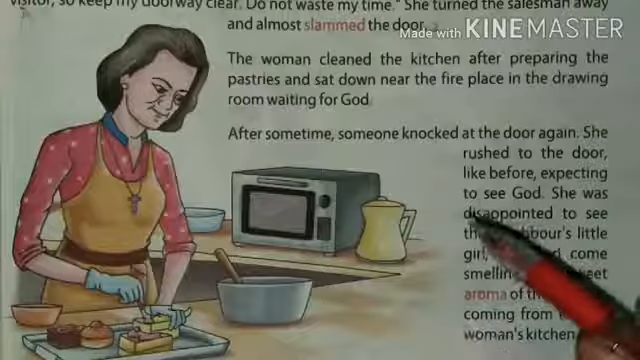 visitor, so keep my doorway clear. Do not waste my time." She turned the salesman away
and almost slammed the door.
Made with KINEMASTER
The woman cleaned the kitchen after preparing the
pastries and sat down near the fire place in the drawing
room waiting for God.
After sometime, someone knocked at the door again. She
rushed to the door,
like before, expecting
to see God. She was
disappointed to see
little
girl, come
aroma of
coming from
woman's kitchen